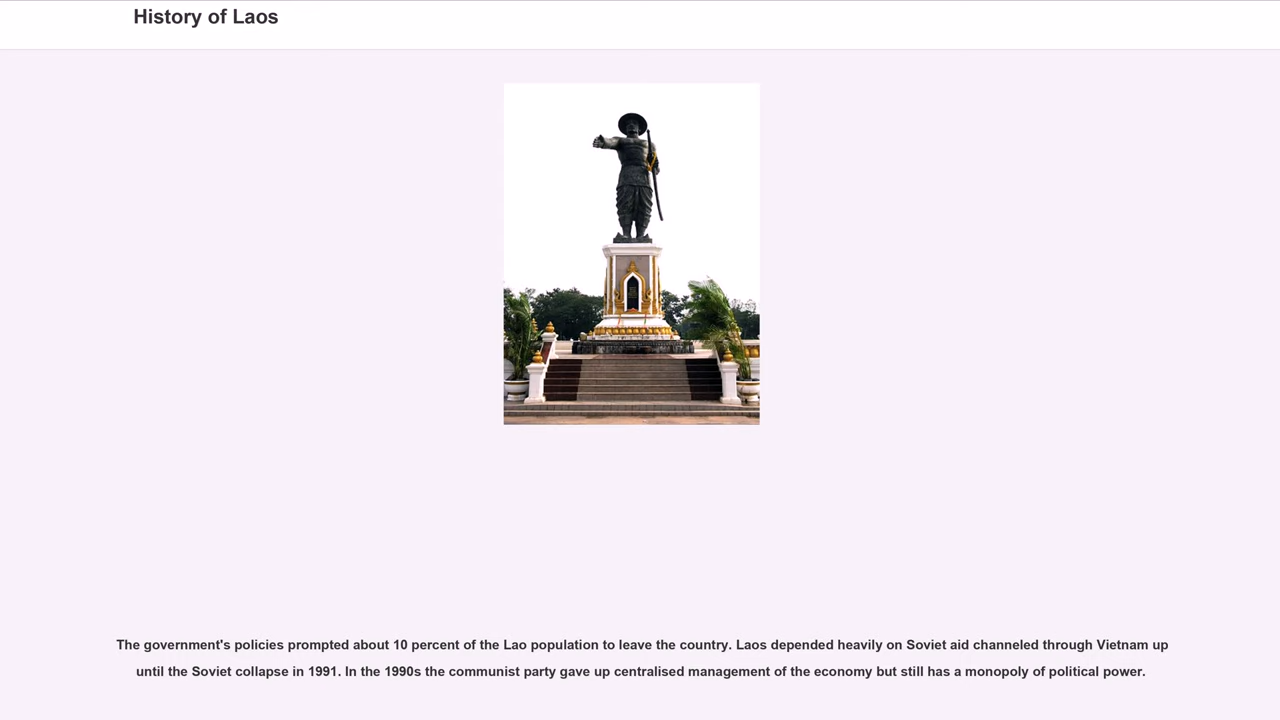 History of Laos
The government's policies prompted about 10 percent of the Lao population to leave the country. Laos depended heavily on Soviet aid channeled through Vietnam up
until the Soviet collapse in 1991. In the 1990s the communist party gave up centralised management of the economy but still has a monopoly of political power.